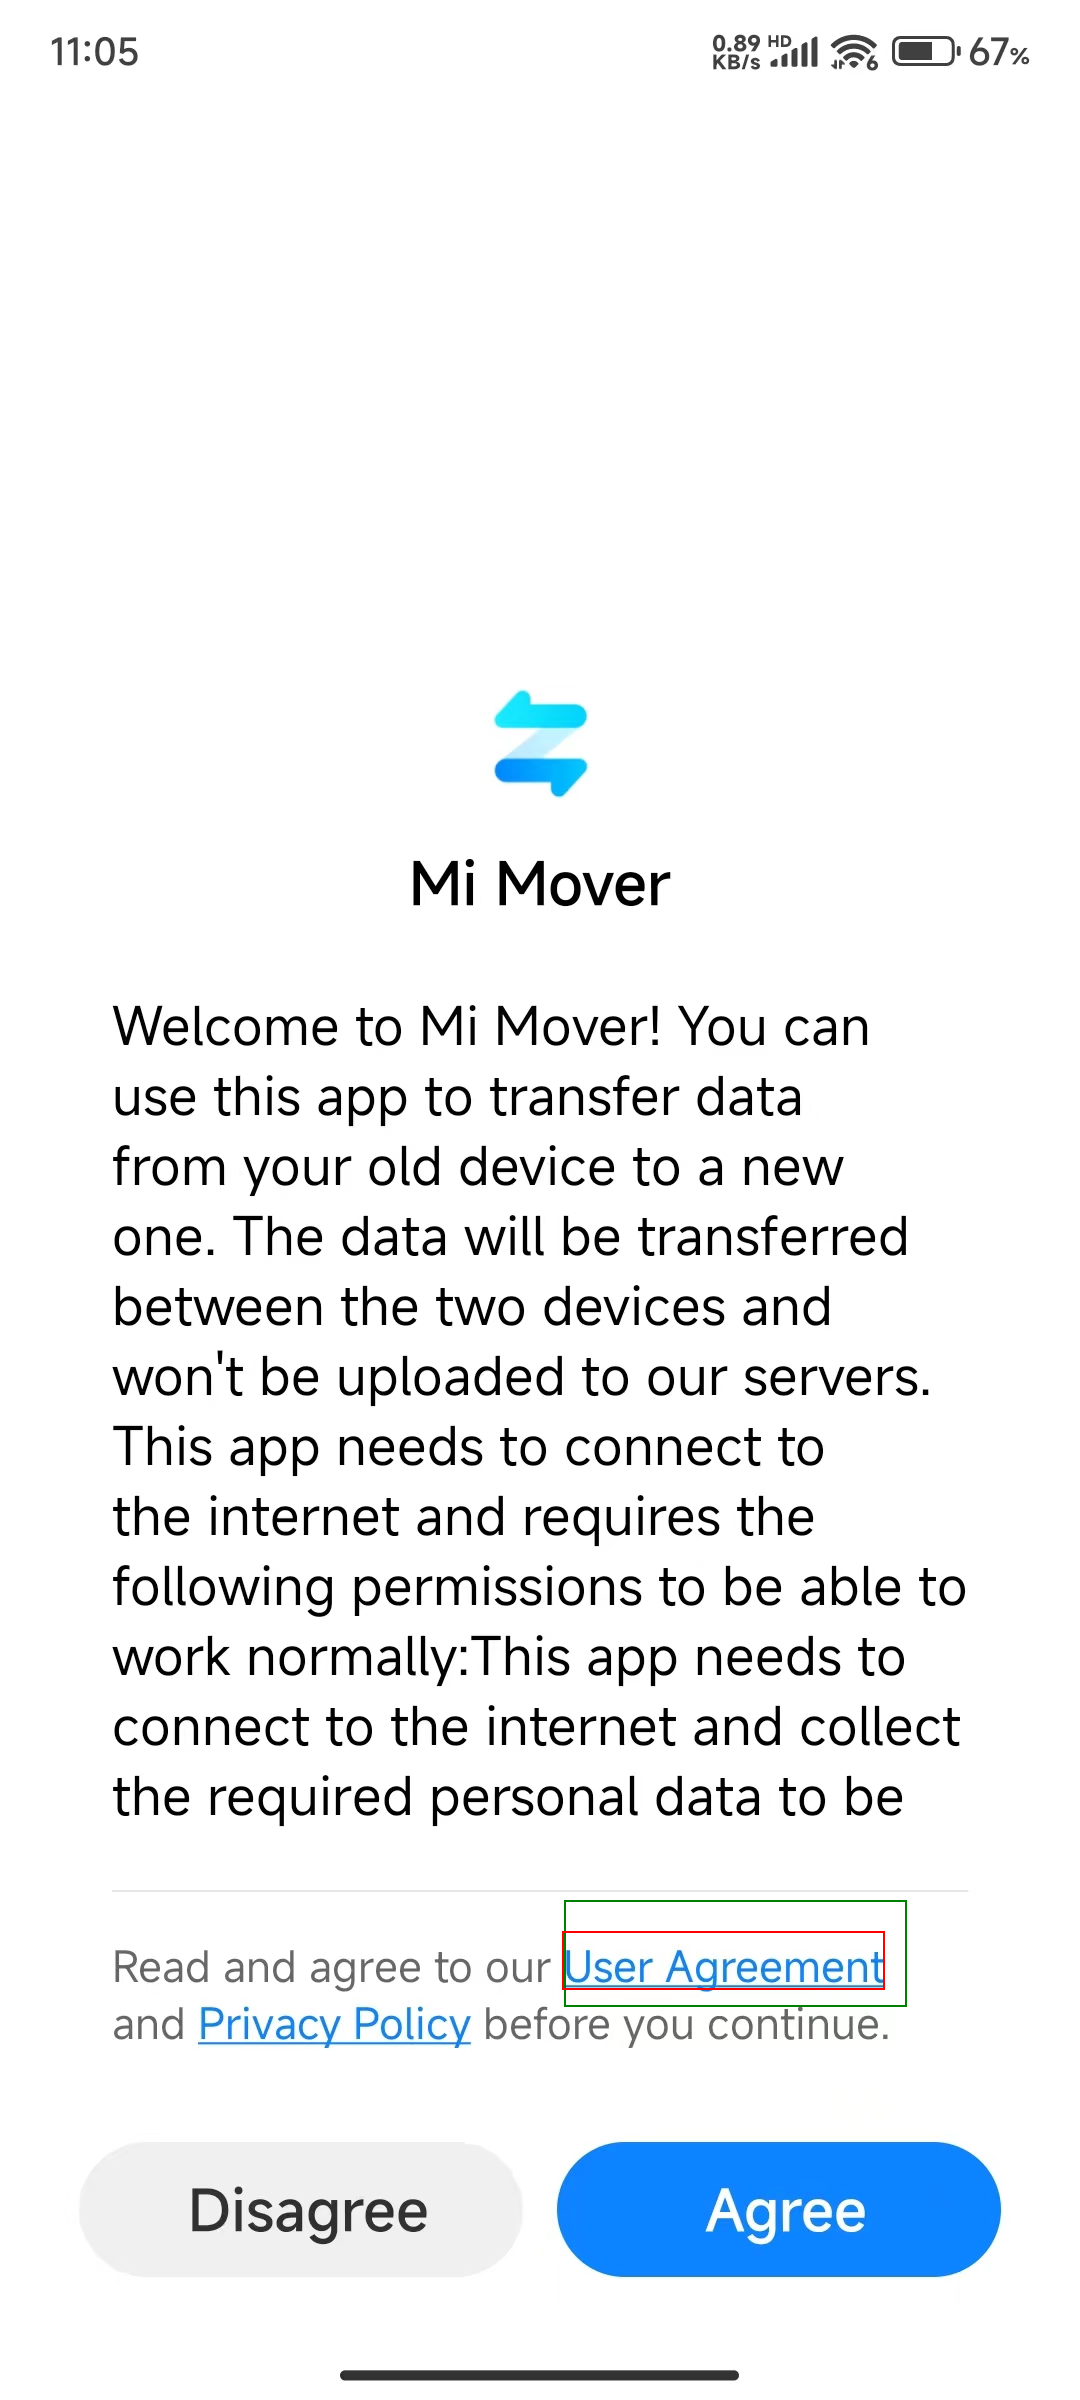 11:05
0.89 KB/s HD 6 67%
Mi Mover
Welcome to Mi Mover! You can
use this app to transfer data
from your old device to a new
one. The data will be transferred
between the two devices and
won't be uploaded to our servers.
This app needs to connect to
the internet and requires the
following permissions to be able to
work normally:This app needs to
connect to the internet and collect
the required personal data to be
Read and agree to our User Agreement
and Privacy Policy before you continue.
Disagree
Agree